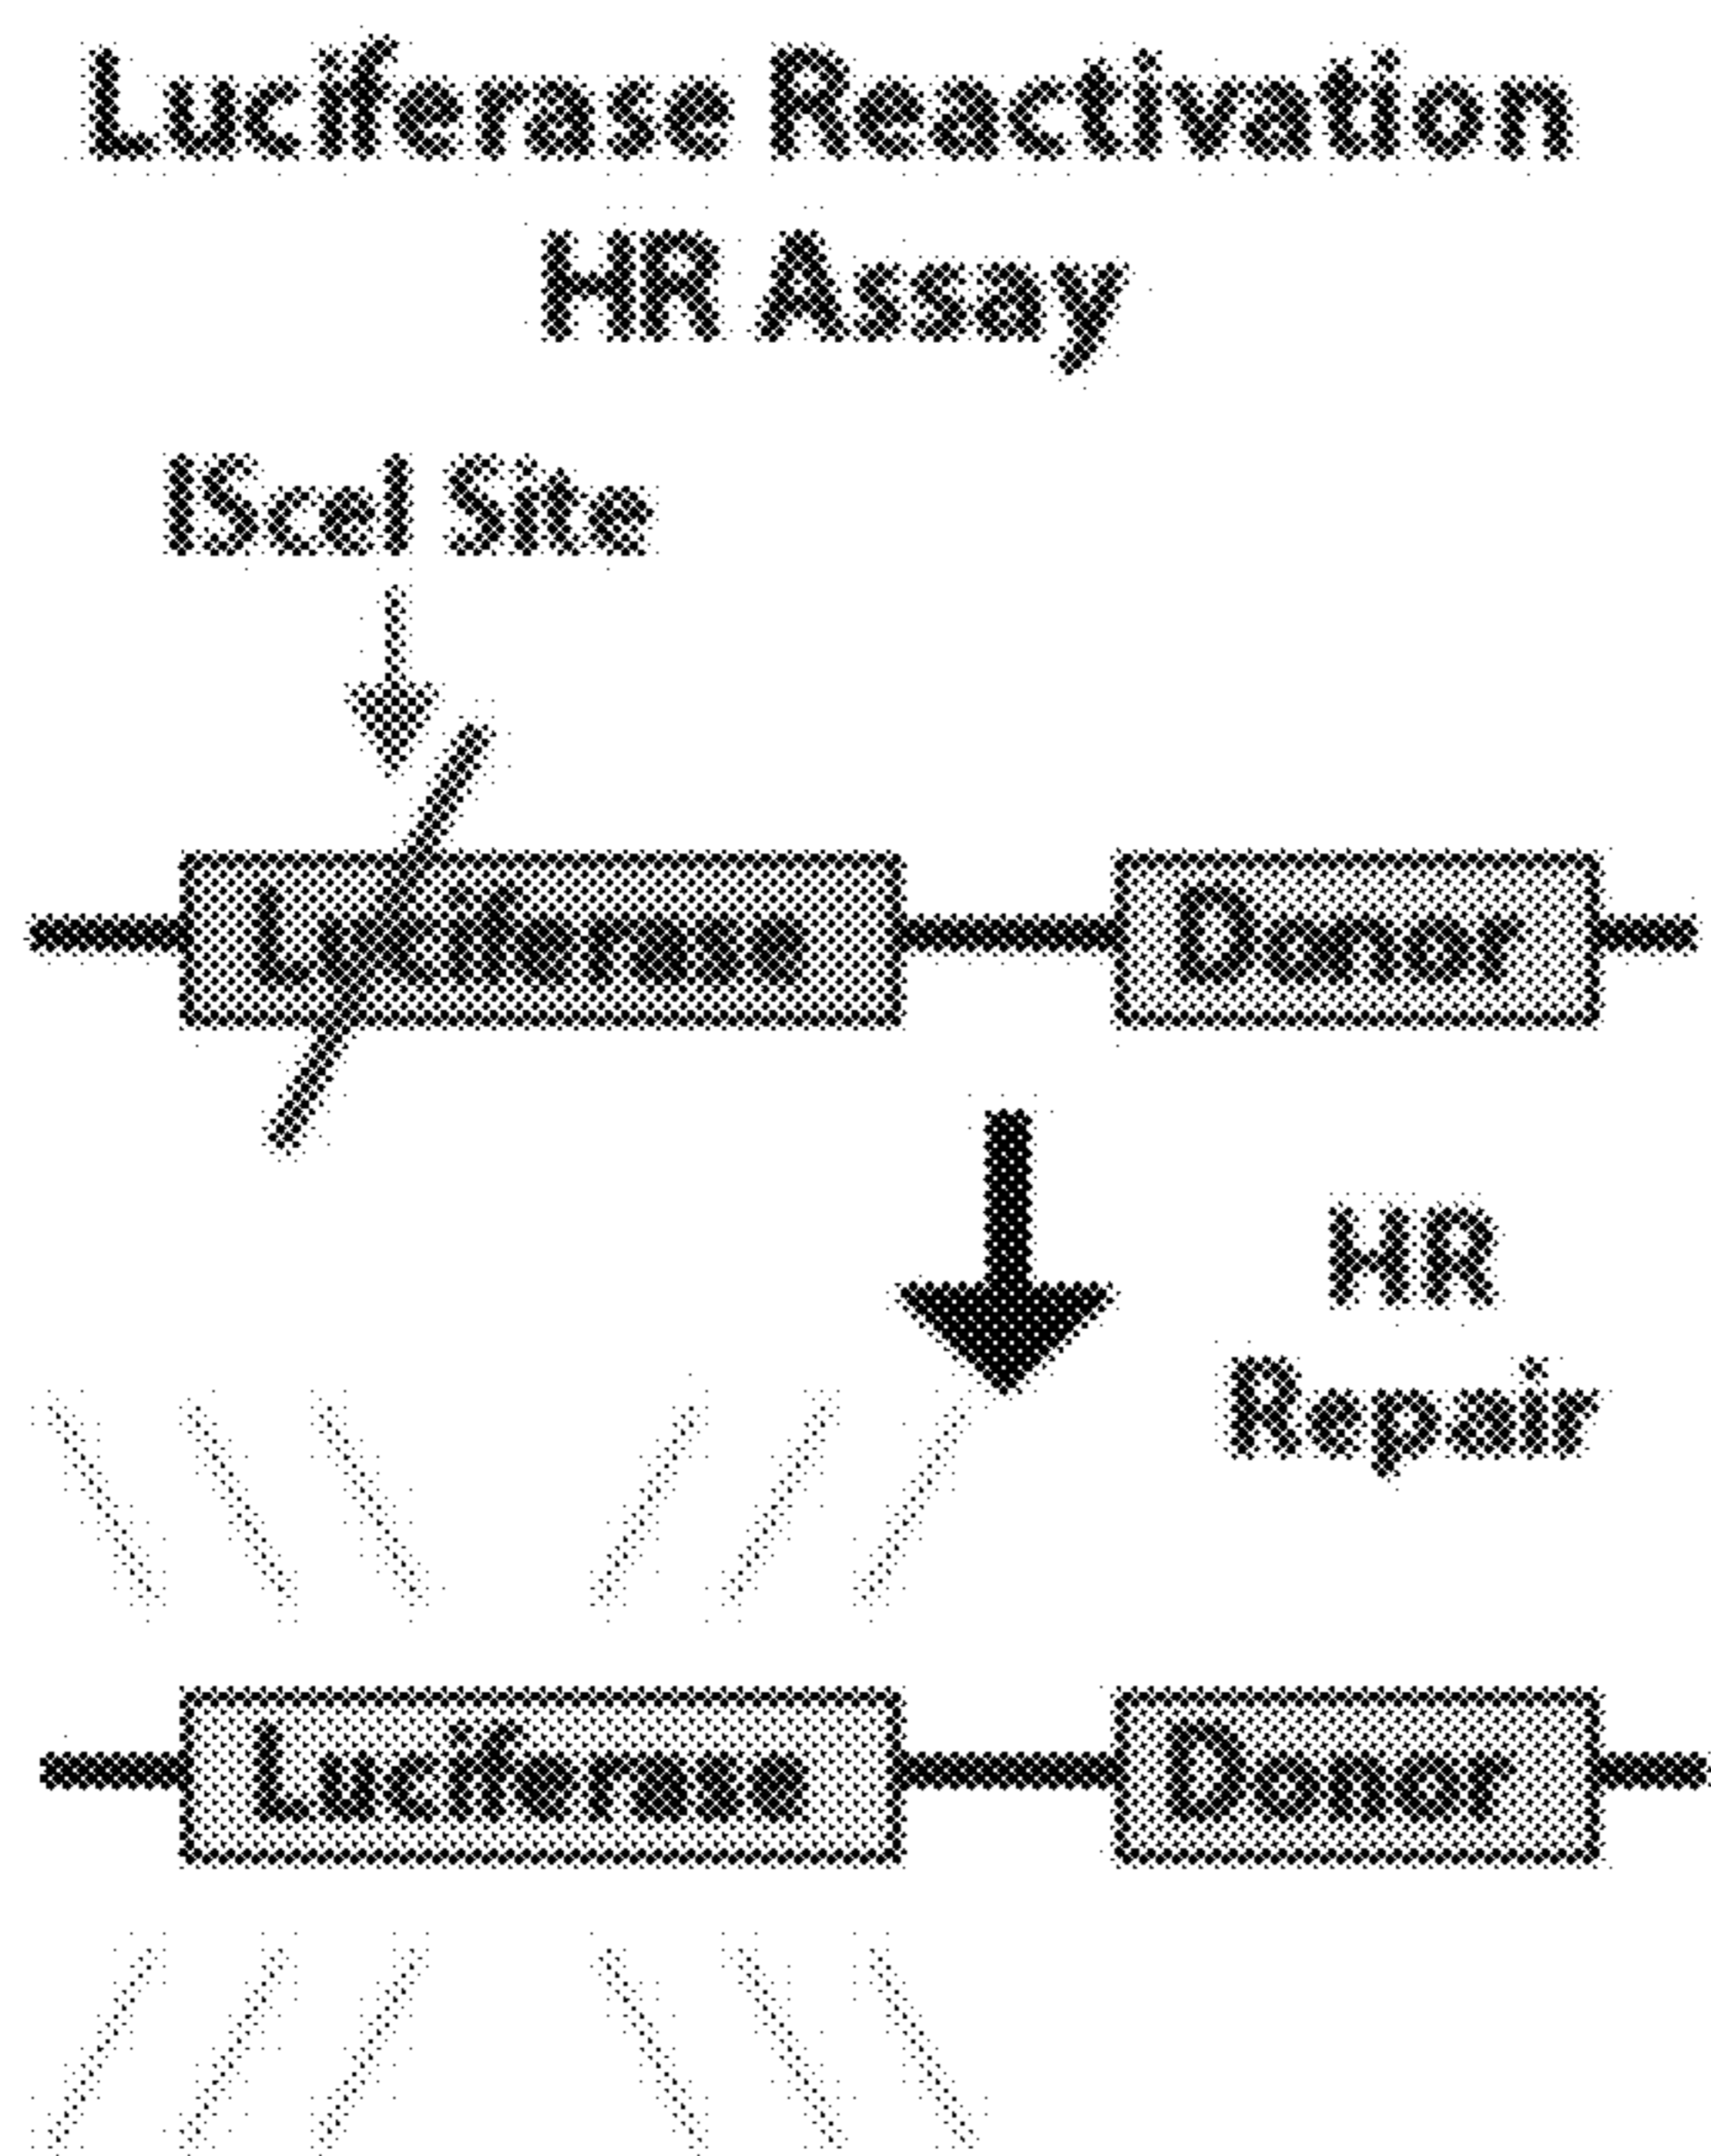 Luciferase Reactivation
HR Assay
ISceI Site
Luciferase
Donor
HR
Repair
Luciferase
Donor